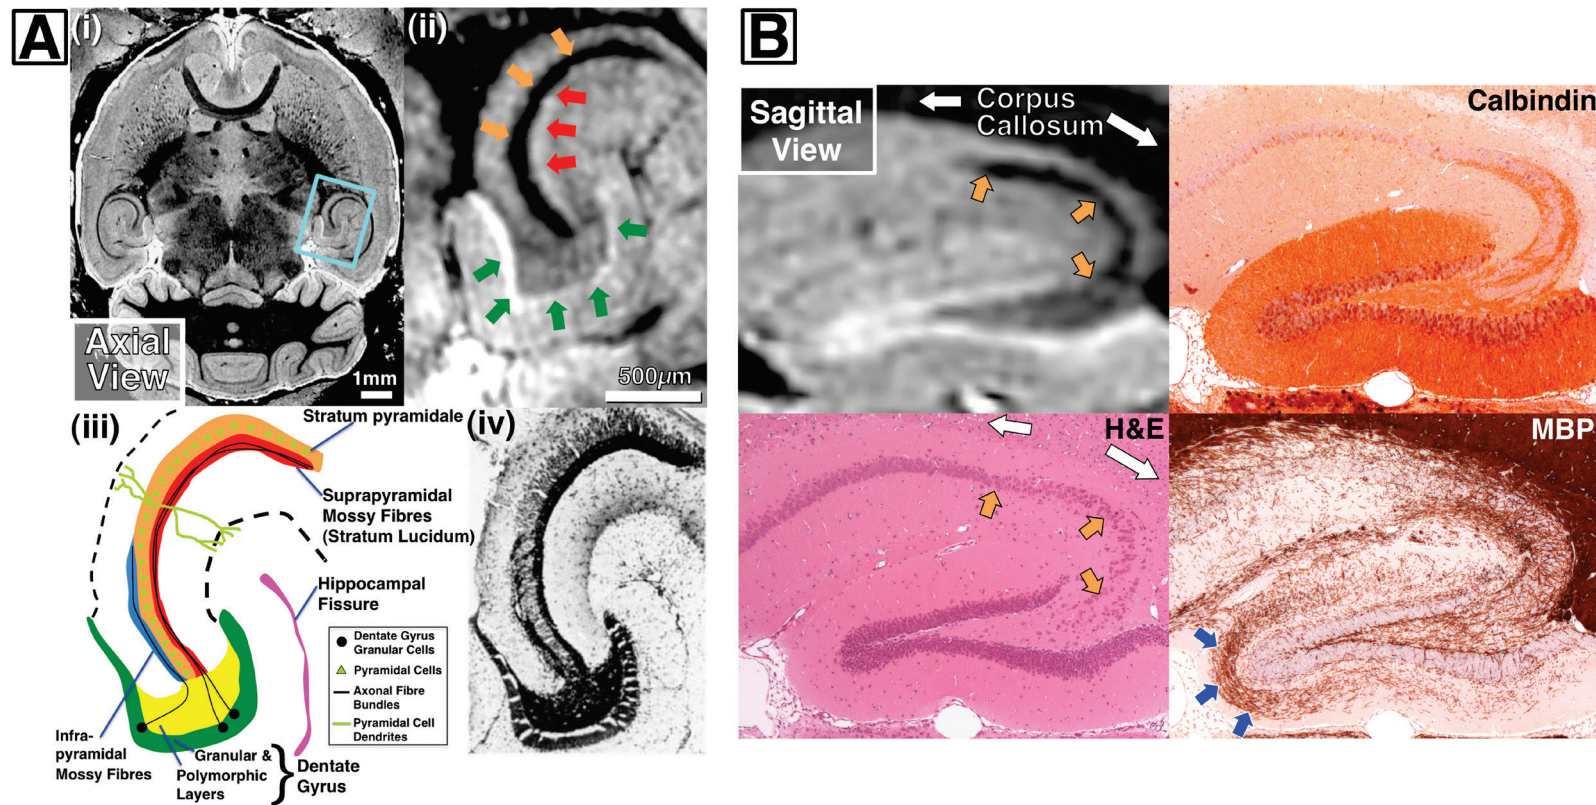 A
(i)
(ii)
Axial
View
1mm
500µm
(iii)
(iv)
Stratum pyramidale
Suprapyramidal
Mossy Fibres
(Stratum Lucidum)
Hippocampal
Fissure
Dentate Gyrus
Granular Cells
Pyramidal Cells
Axonal Fibre
Bundles
Pyramidal Cell
Dendrites
Infra-
pyramidal
Mossy Fibres
Granular &
Polymorphic
Layers
}
Dentate
Gyrus
B
Sagittal
View
Corpus
Callosum
Calbindin
H&E
MBP